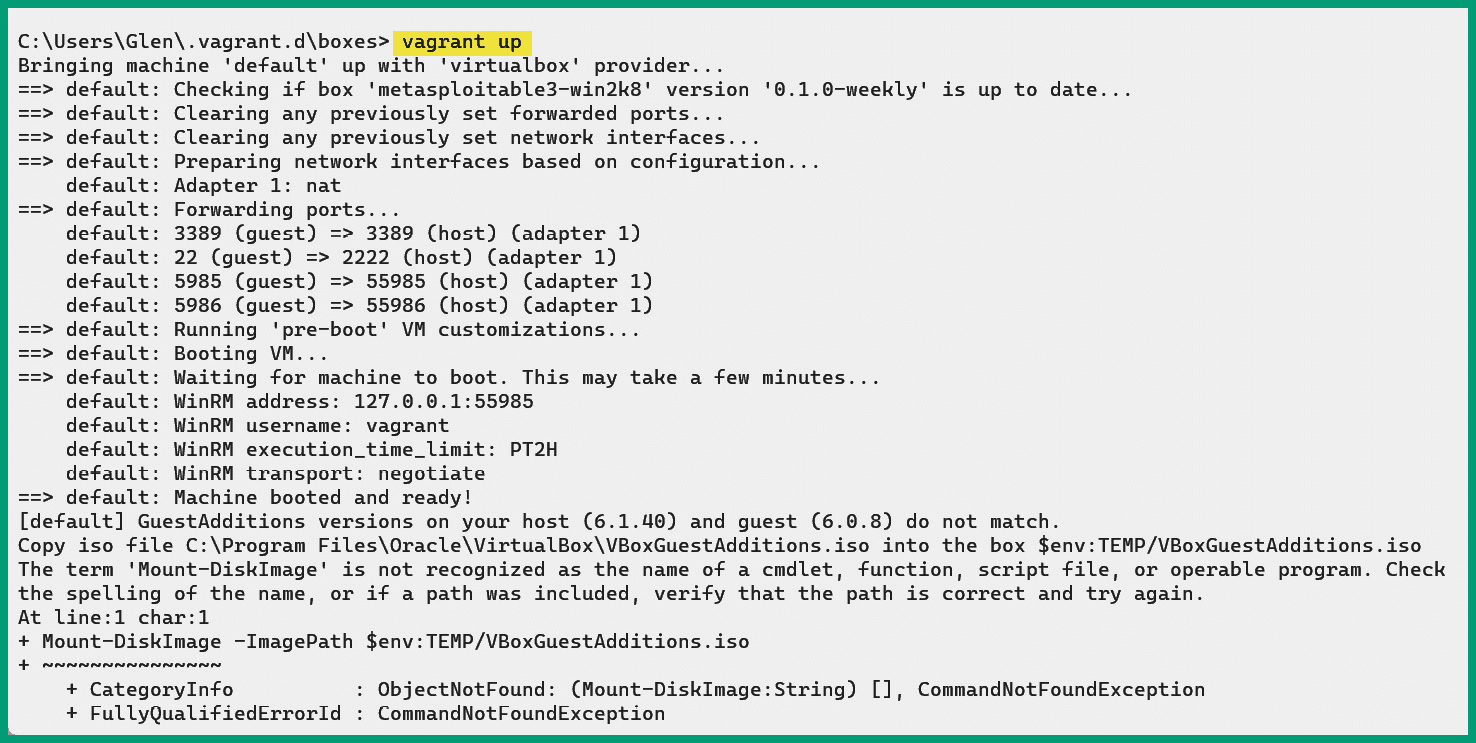 C:\Users\Glen\.vagrant.d\boxes> vagrant up
Bringing machine 'default' up with 'virtualbox' provider...
==> default: Checking if box 'metasploitable3-win2k8' version '0.1.0-weekly' is up to date...
==> default: Clearing any previously set forwarded ports...
==> default: Clearing any previously set network interfaces...
==> default: Preparing network interfaces based on configuration...
    default: Adapter 1: nat
==> default: Forwarding ports...
    default: 3389 (guest) => 3389 (host) (adapter 1)
    default: 22 (guest) => 2222 (host) (adapter 1)
    default: 5985 (guest) => 55985 (host) (adapter 1)
    default: 5986 (guest) => 55986 (host) (adapter 1)
==> default: Running 'pre-boot' VM customizations...
==> default: Booting VM...
==> default: Waiting for machine to boot. This may take a few minutes...
    default: WinRM address: 127.0.0.1:55985
    default: WinRM username: vagrant
    default: WinRM execution_time_limit: PT2H
    default: WinRM transport: negotiate
==> default: Machine booted and ready!
[default] GuestAdditions versions on your host (6.1.40) and guest (6.0.8) do not match.
Copy iso file C:\Program Files\Oracle\VirtualBox\VBoxGuestAdditions.iso into the box $env:TEMP/VBoxGuestAdditions.iso
The term 'Mount-DiskImage' is not recognized as the name of a cmdlet, function, script file, or operable program. Check
the spelling of the name, or if a path was included, verify that the path is correct and try again.
At line:1 char:1
+ Mount-DiskImage -ImagePath $env:TEMP/VBoxGuestAdditions.iso
+ ~~~~~~~~~~~~~~~
    + CategoryInfo          : ObjectNotFound: (Mount-DiskImage:String) [], CommandNotFoundException
    + FullyQualifiedErrorId : CommandNotFoundException